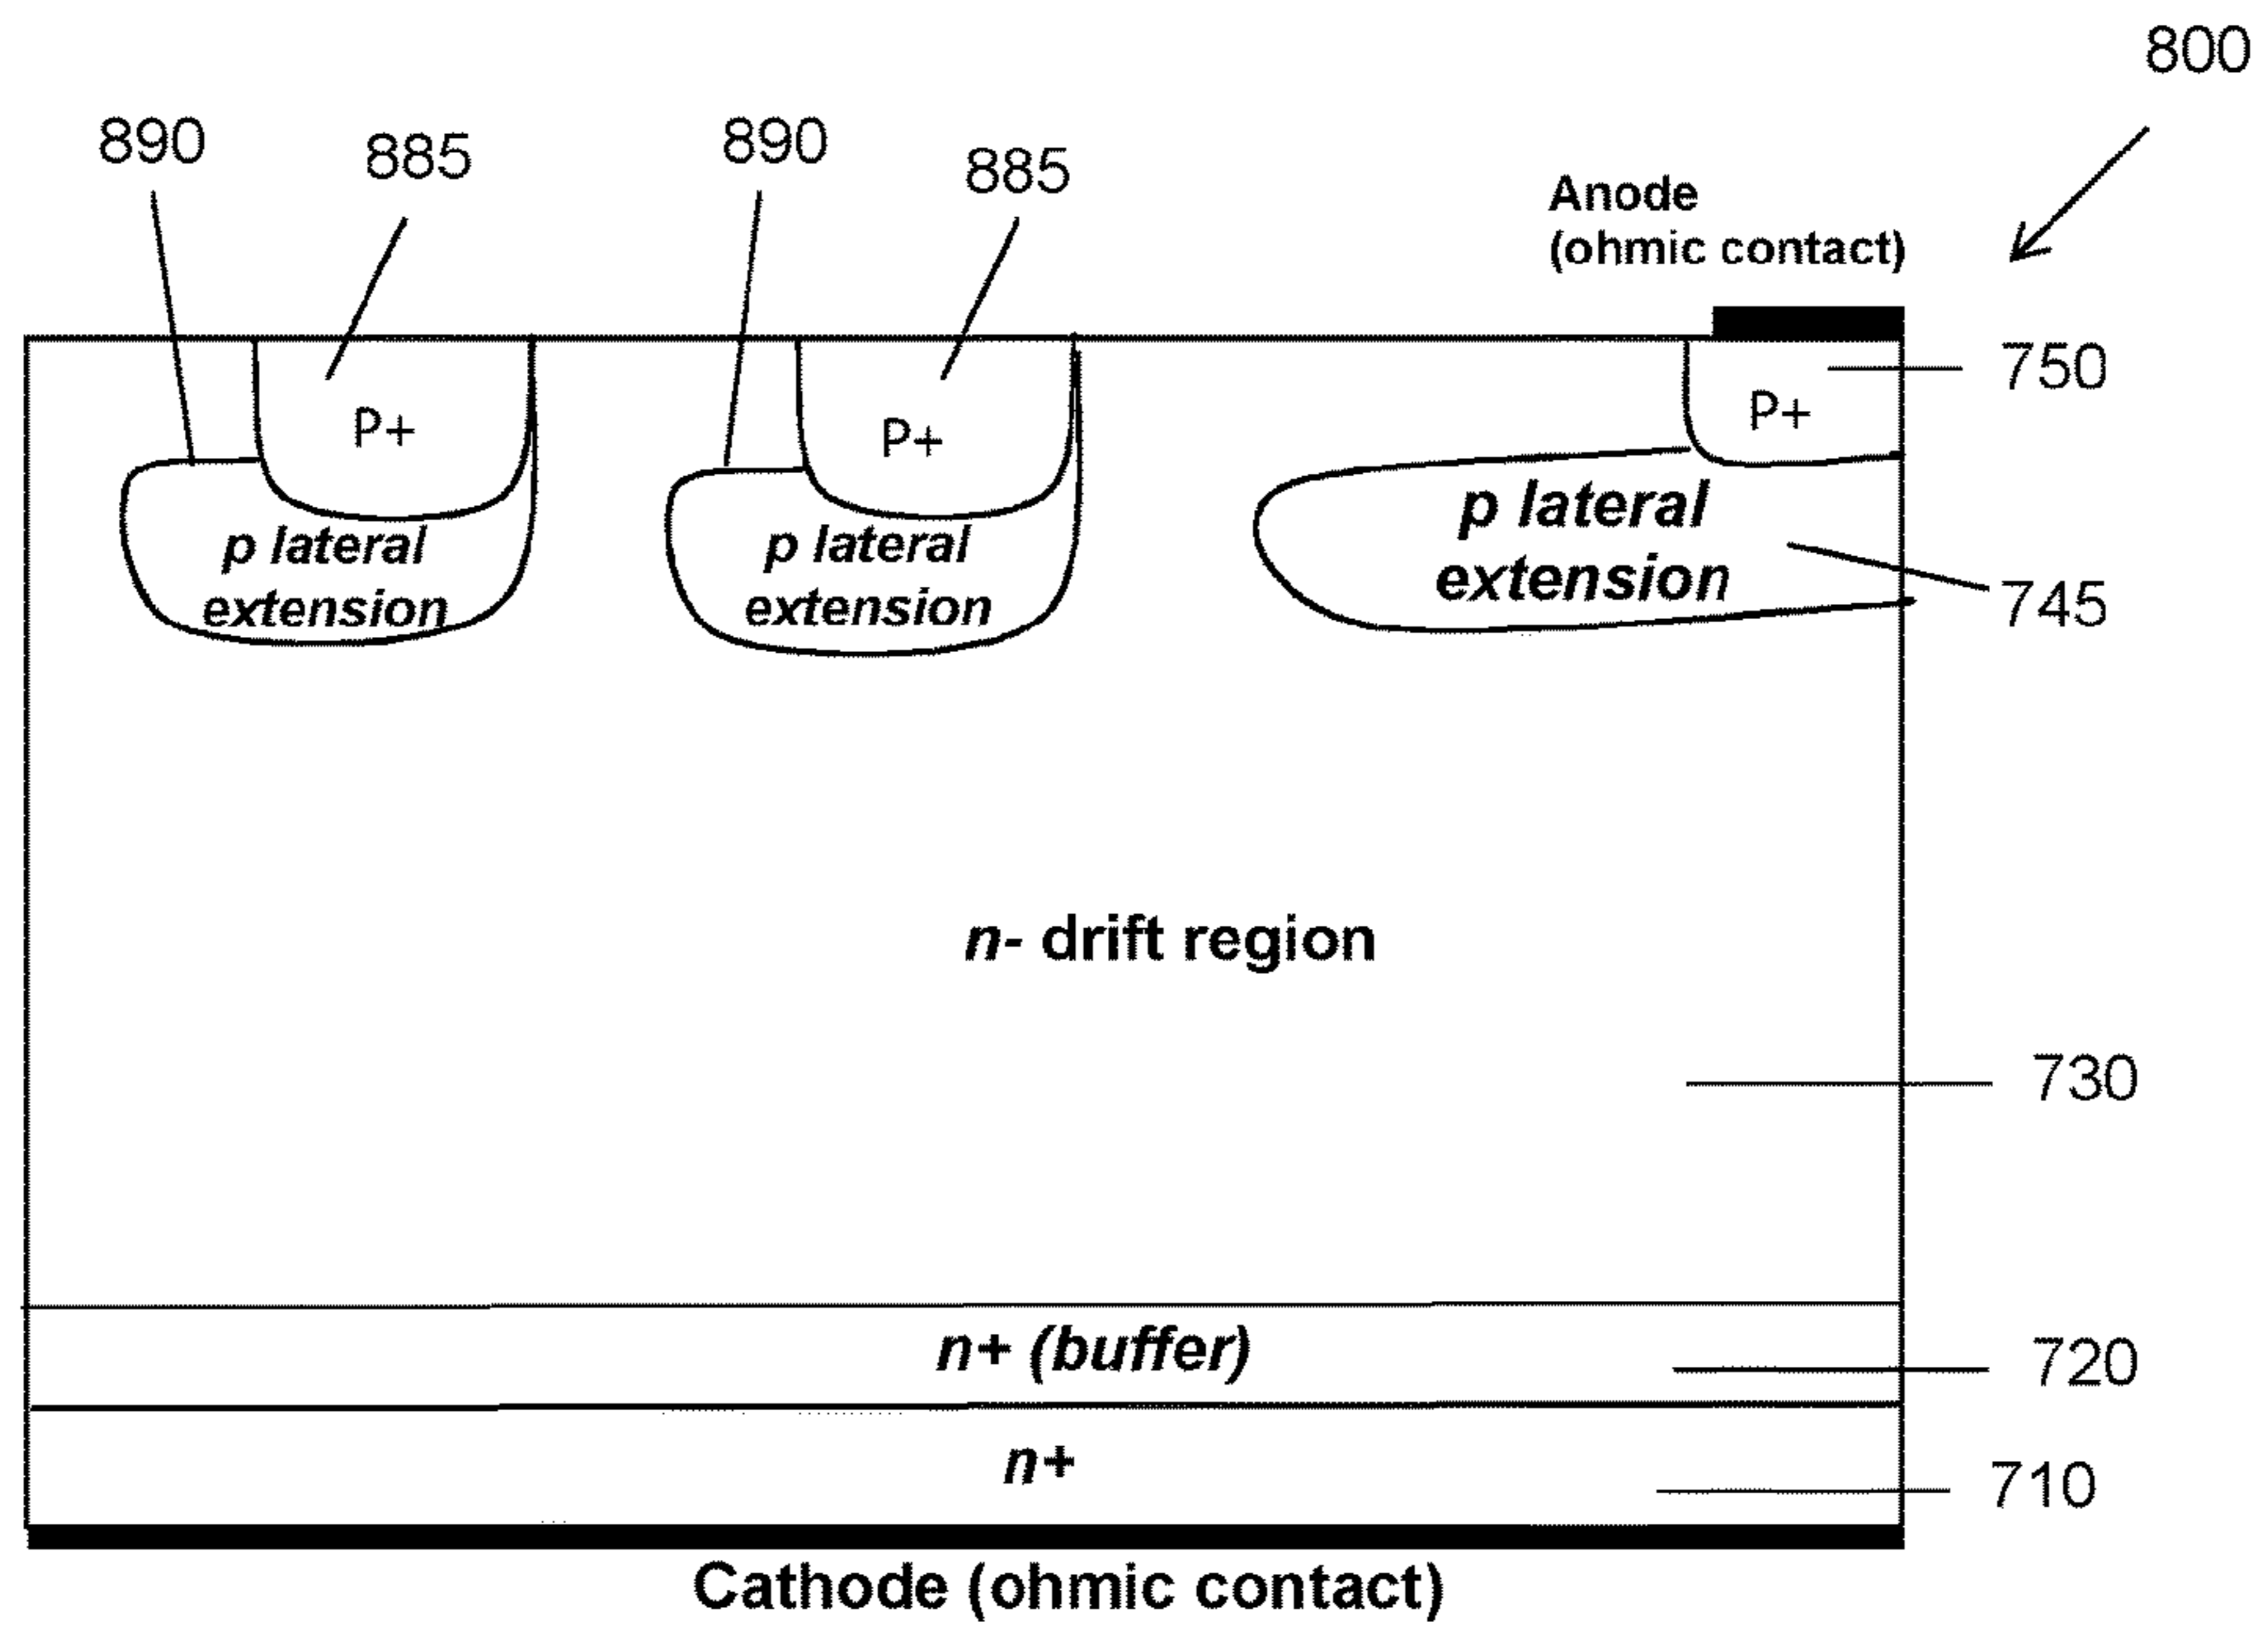 800
890
885
890
885
Anode
(ohmic contact)
750
P+
P+
P+
p lateral
extension
p lateral
extension
p lateral
extension
745
n- drift region
730
n+ (buffer)
720
n+
710
Cathode (ohmic contact)